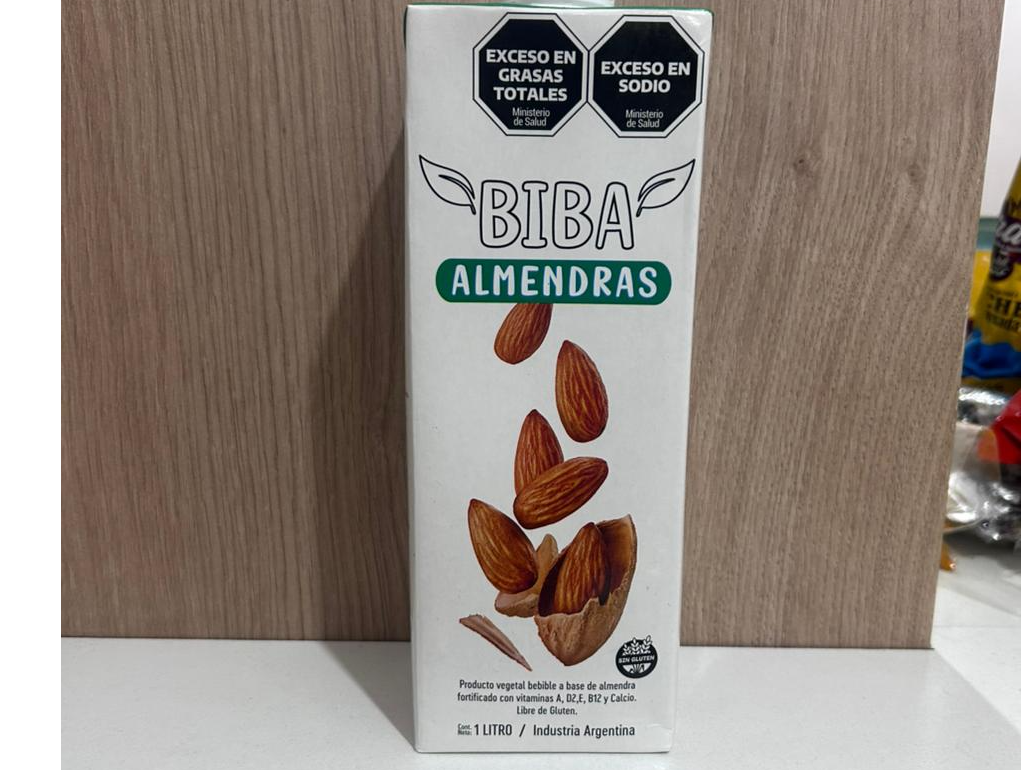 EXCESO EN
GRASAS
TOTALES
Ministerio
de Salud
EXCESO EN
SODIO
Ministerio
de Salud
BIBA
ALMENDRAS
SIN GLUTEN
Producto vegetal bebible a base de almendra
fortificado con vitaminas A, D2,E, B12 y Calcio.
Libre de Gluten.
Cont. Neto: 1 LITRO / Industria Argentina